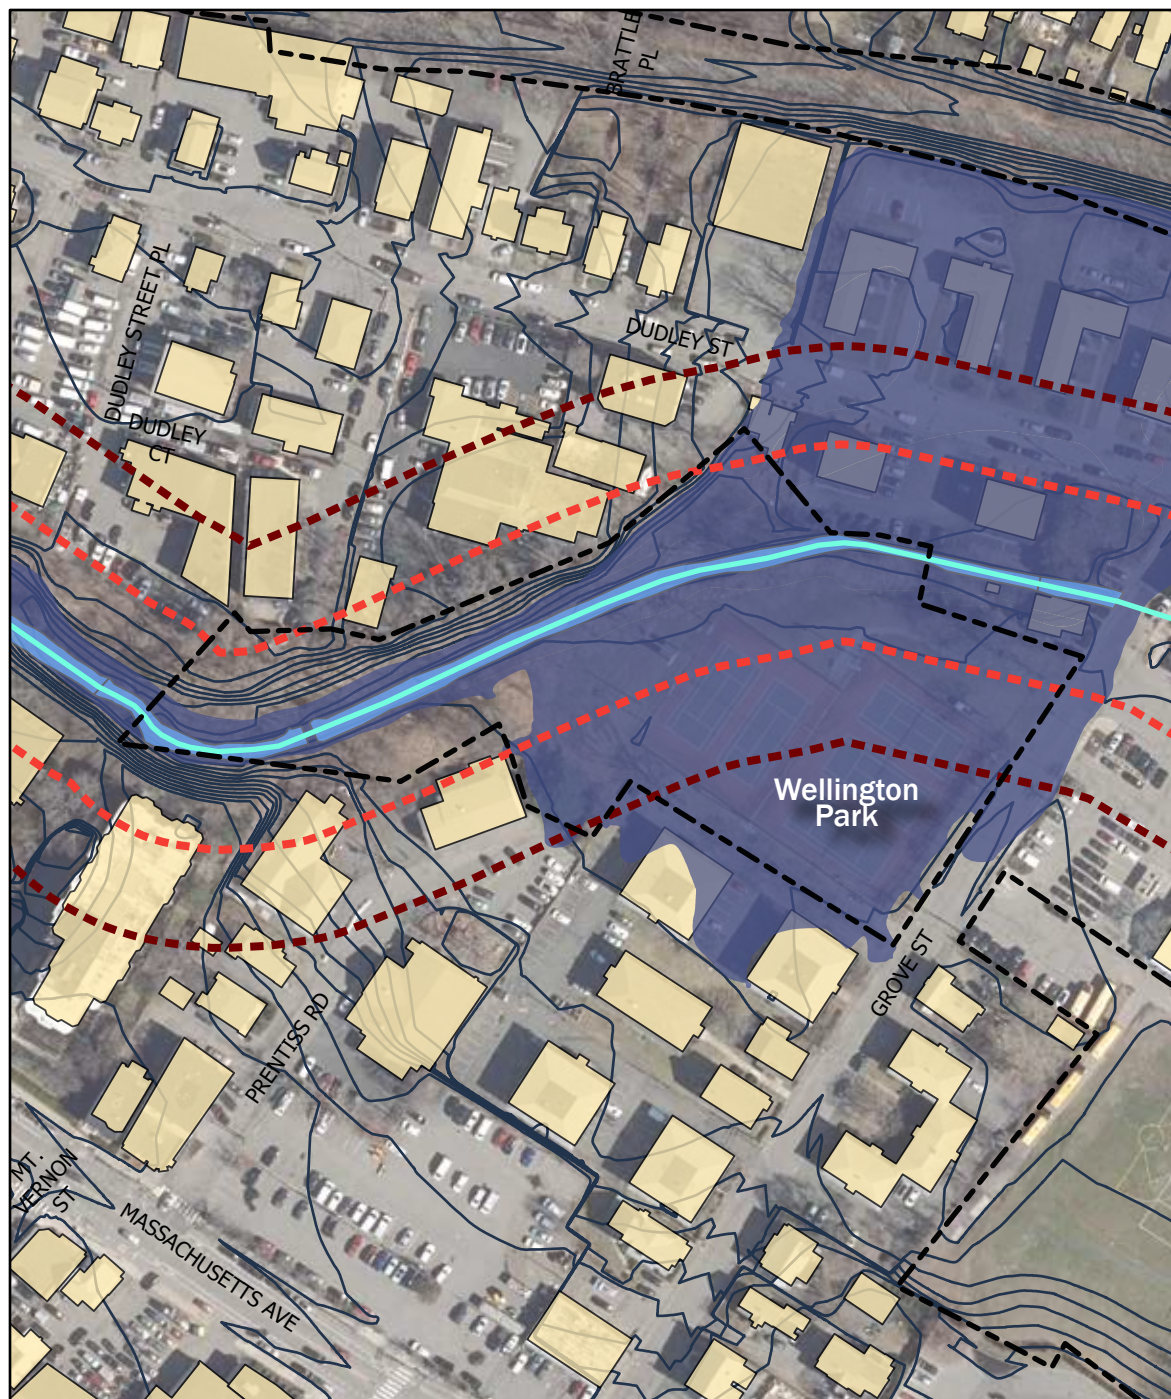 BRATTLE
PL
DUDLEY STREET PL
DUDLEY ST
DUDLEY
CT
Wellington
Park
GROVE ST
PRENTISS RD
MT.
VERNON
ST
MASSACHUSETTS AVE